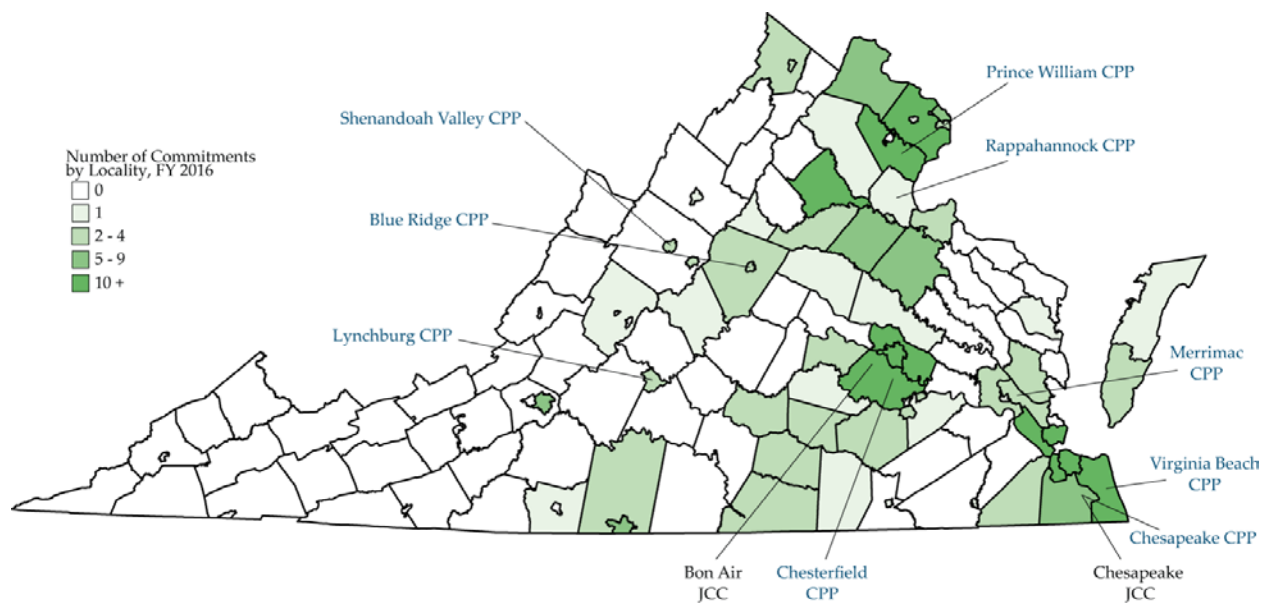 Prince William CPP
Shenandoah Valley CPP
Rappahannock CPP
Number of Commitments
by Locality, FY 2016
0
1
2 - 4
5 - 9
10 +
Blue Ridge CPP
Lynchburg CPP
Merrimac
CPP
Virginia Beach
CPP
Chesapeake CPP
Bon Air
JCC
Chesterfield
CPP
Chesapeake
JCC